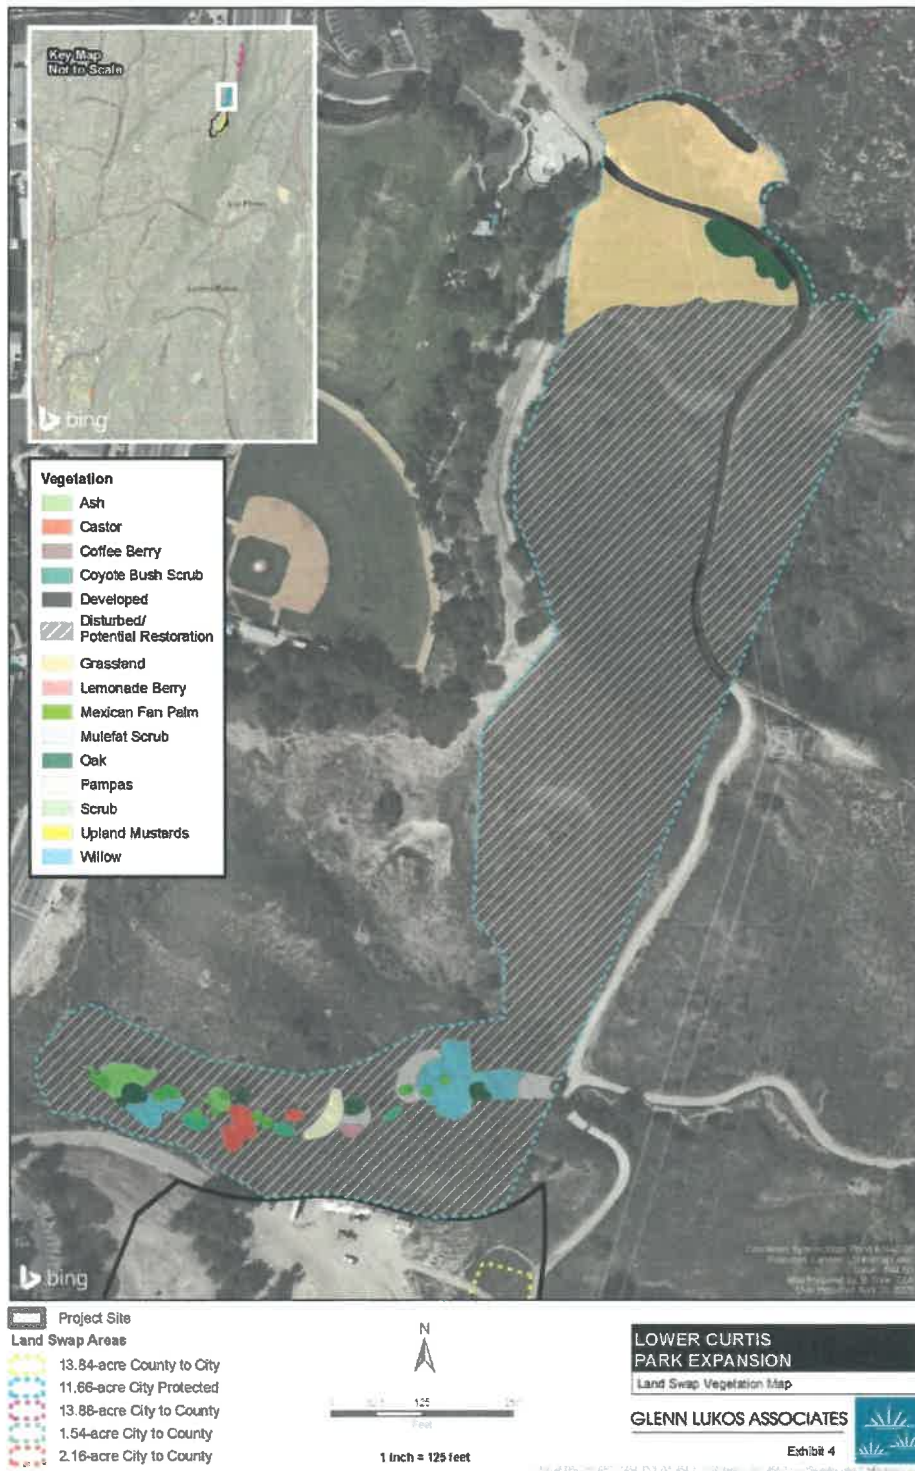 Key Map
Not to Scale
bing
Vegetation
Ash
Castor
Coffee Berry
Coyote Bush Scrub
Developed
Disturbed/
Potential Restoration
Grassland
Lemonade Berry
Mexican Fan Palm
Mulefat Scrub
Oak
Pampas
Scrub
Upland Mustards
Willow
bing
Project Site
Land Swap Areas
13.84-acre County to City
11.66-acre City Protected
13.88-acre City to County
1.54-acre City to County
2.16-acre City to County
N
125
Feet
1 inch = 125 feet
LOWER CURTIS
PARK EXPANSION
Land Swap Vegetation Map
GLENN LUKOS ASSOCIATES
Exhibit 4